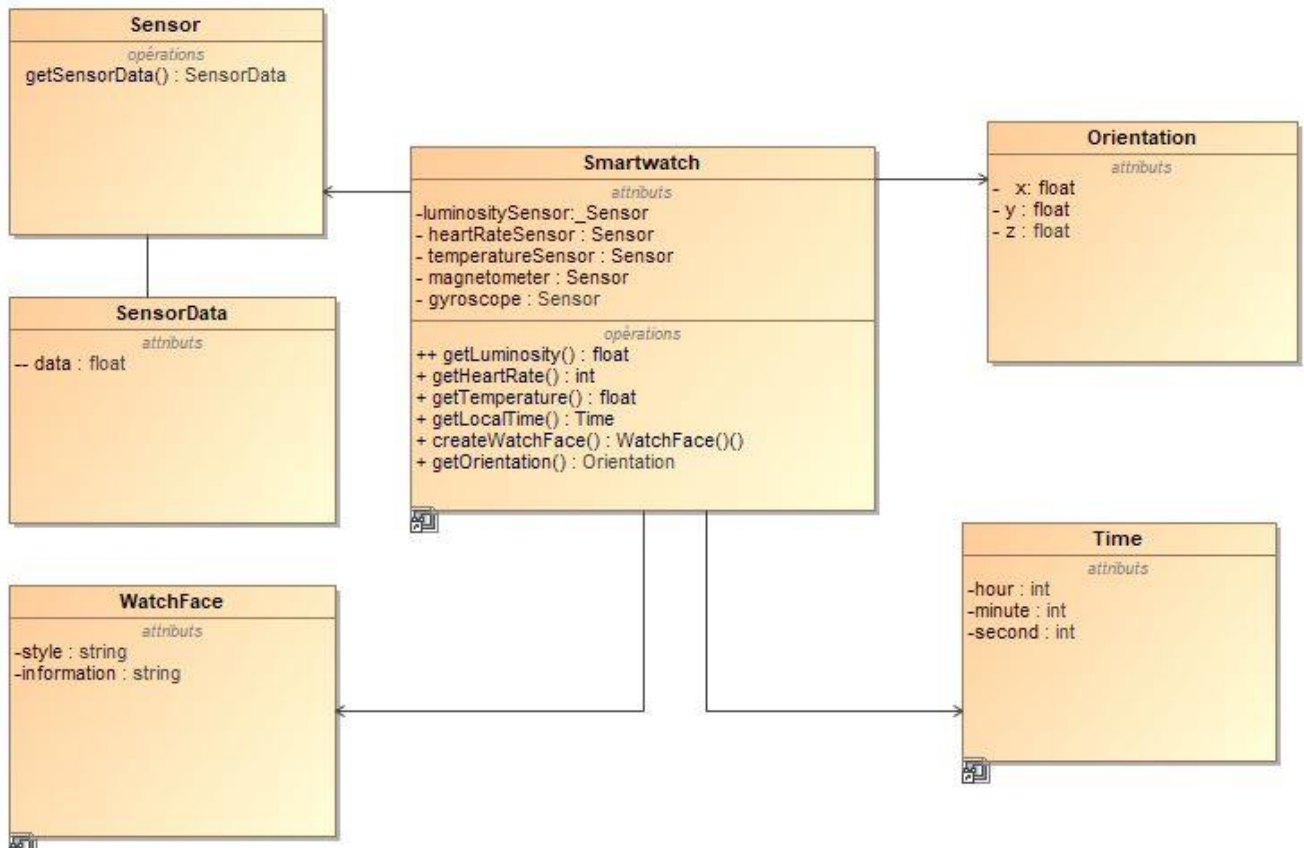 Sensor
opérations
getSensorData() : SensorData
SensorData
attributs
-- data : float
WatchFace
attributs
-style : string
-information : string
Smartwatch
attributs
-luminositySensor:_Sensor
- heartRateSensor : Sensor
- temperatureSensor : Sensor
- magnetometer : Sensor
- gyroscope : Sensor
opérations
++ getLuminosity() : float
+ getHeartRate() : int
+ getTemperature() : float
+ getLocalTime() : Time
+ createWatchFace() : WatchFace()()
+ getOrientation() : Orientation
Orientation
attributs
- x: float
- y : float
- z : float
Time
attributs
-hour : int
-minute : int
-second : int